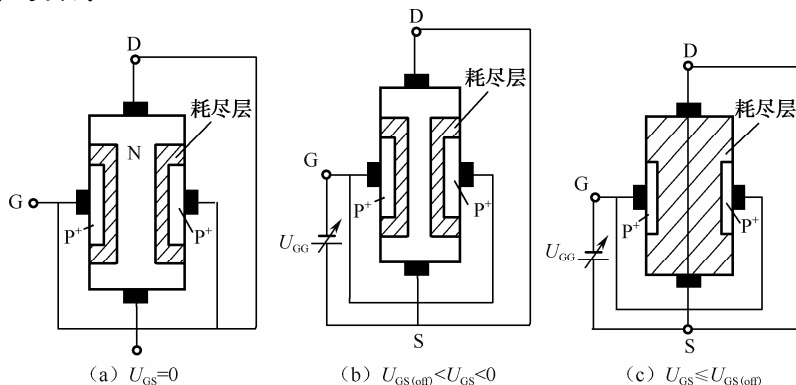 D
耗尽层
N
G
P+
P+
(a) UGS=0
D
耗尽层
G
P+
P+
UGG
S
(b) UGS(off)<UGS<0
D
耗尽层
G
P+
P+
UGG
S
(c) UGS≤UGS(off)